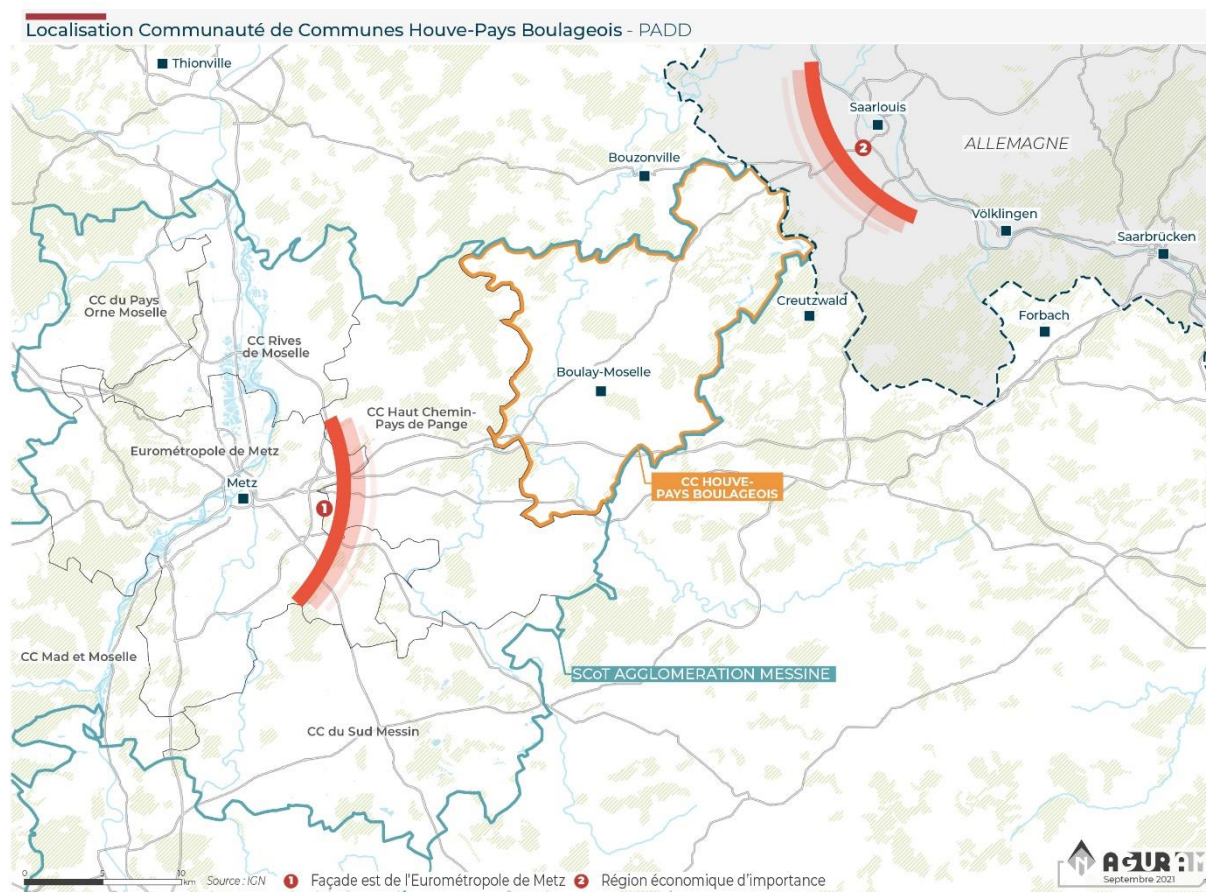 Localisation Communauté de Communes Houve-Pays Boulageois - PADD
Thionville
Saarlouis
ALLEMAGNE
2
Bouzonville
Völklingen
Saarbrücken
CC du Pays
Orne Moselle
Creutzwald
Forbach
CC Rives
de Moselle
Boulay-Moselle
CC Haut Chemin-
Pays de Pange
Eurométropole de Metz
Metz
CC HOUVE-
PAYS BOULAGEOIS
1
CC Mad et Moselle
SCoT AGGLOMERATION MESSINE
CC du Sud Messin
0 5 10
km
Source : IGN
1 Façade est de l'Eurométropole de Metz 2 Région économique d'importance
N
AGURAM
Septembre 2021